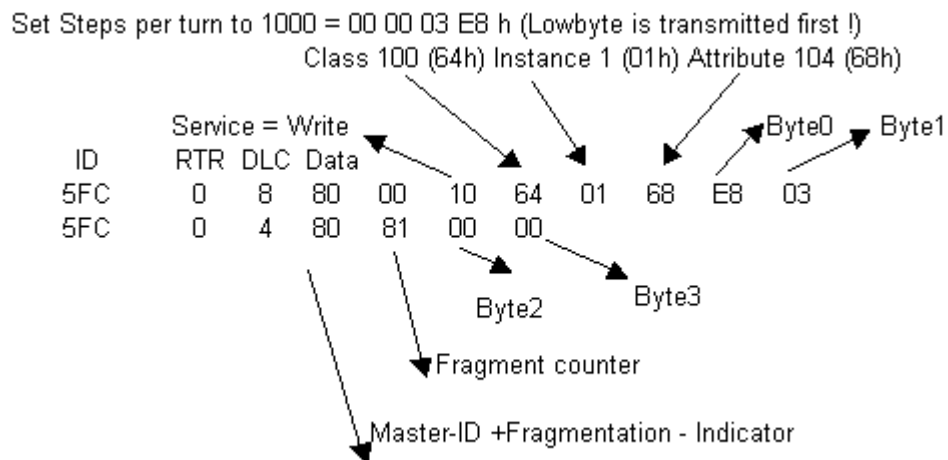 Set Steps per turn to 1000 = 00 00 03 E8 h (Lowbyte is transmitted first !)
Class 100 (64h) Instance 1 (01h) Attribute 104 (68h)
Service = Write Byte0 Byte1
ID RTR DLC Data
5FC 0 8 80 00 10 64 01 68 E8 03
5FC 0 4 80 81 00 00
Byte2 Byte3
Fragment counter
Master-ID +Fragmentation - Indicator